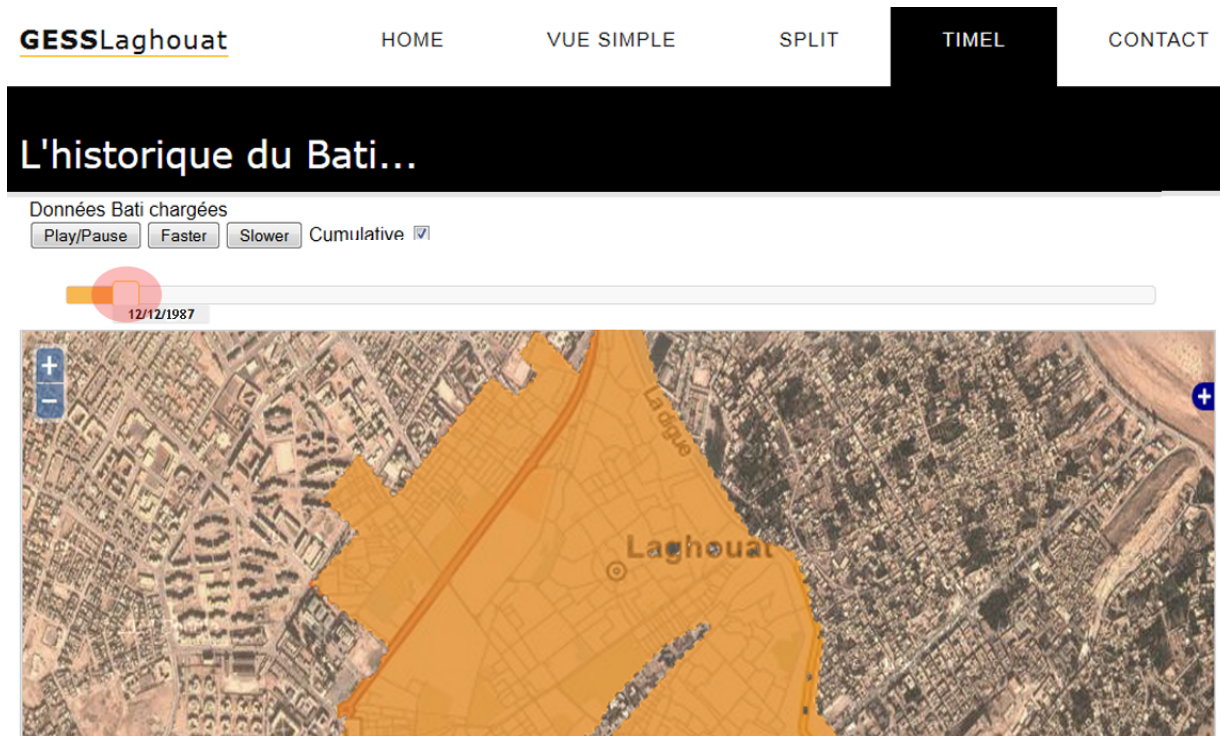 GESSLaghouat HOME VUE SIMPLE SPLIT TIMEL CONTACT
L'historique du Bati...
Données Bati chargées
Play/Pause Faster Slower Cumulative
12/12/1987
+
−
+
La digue
Laghouat